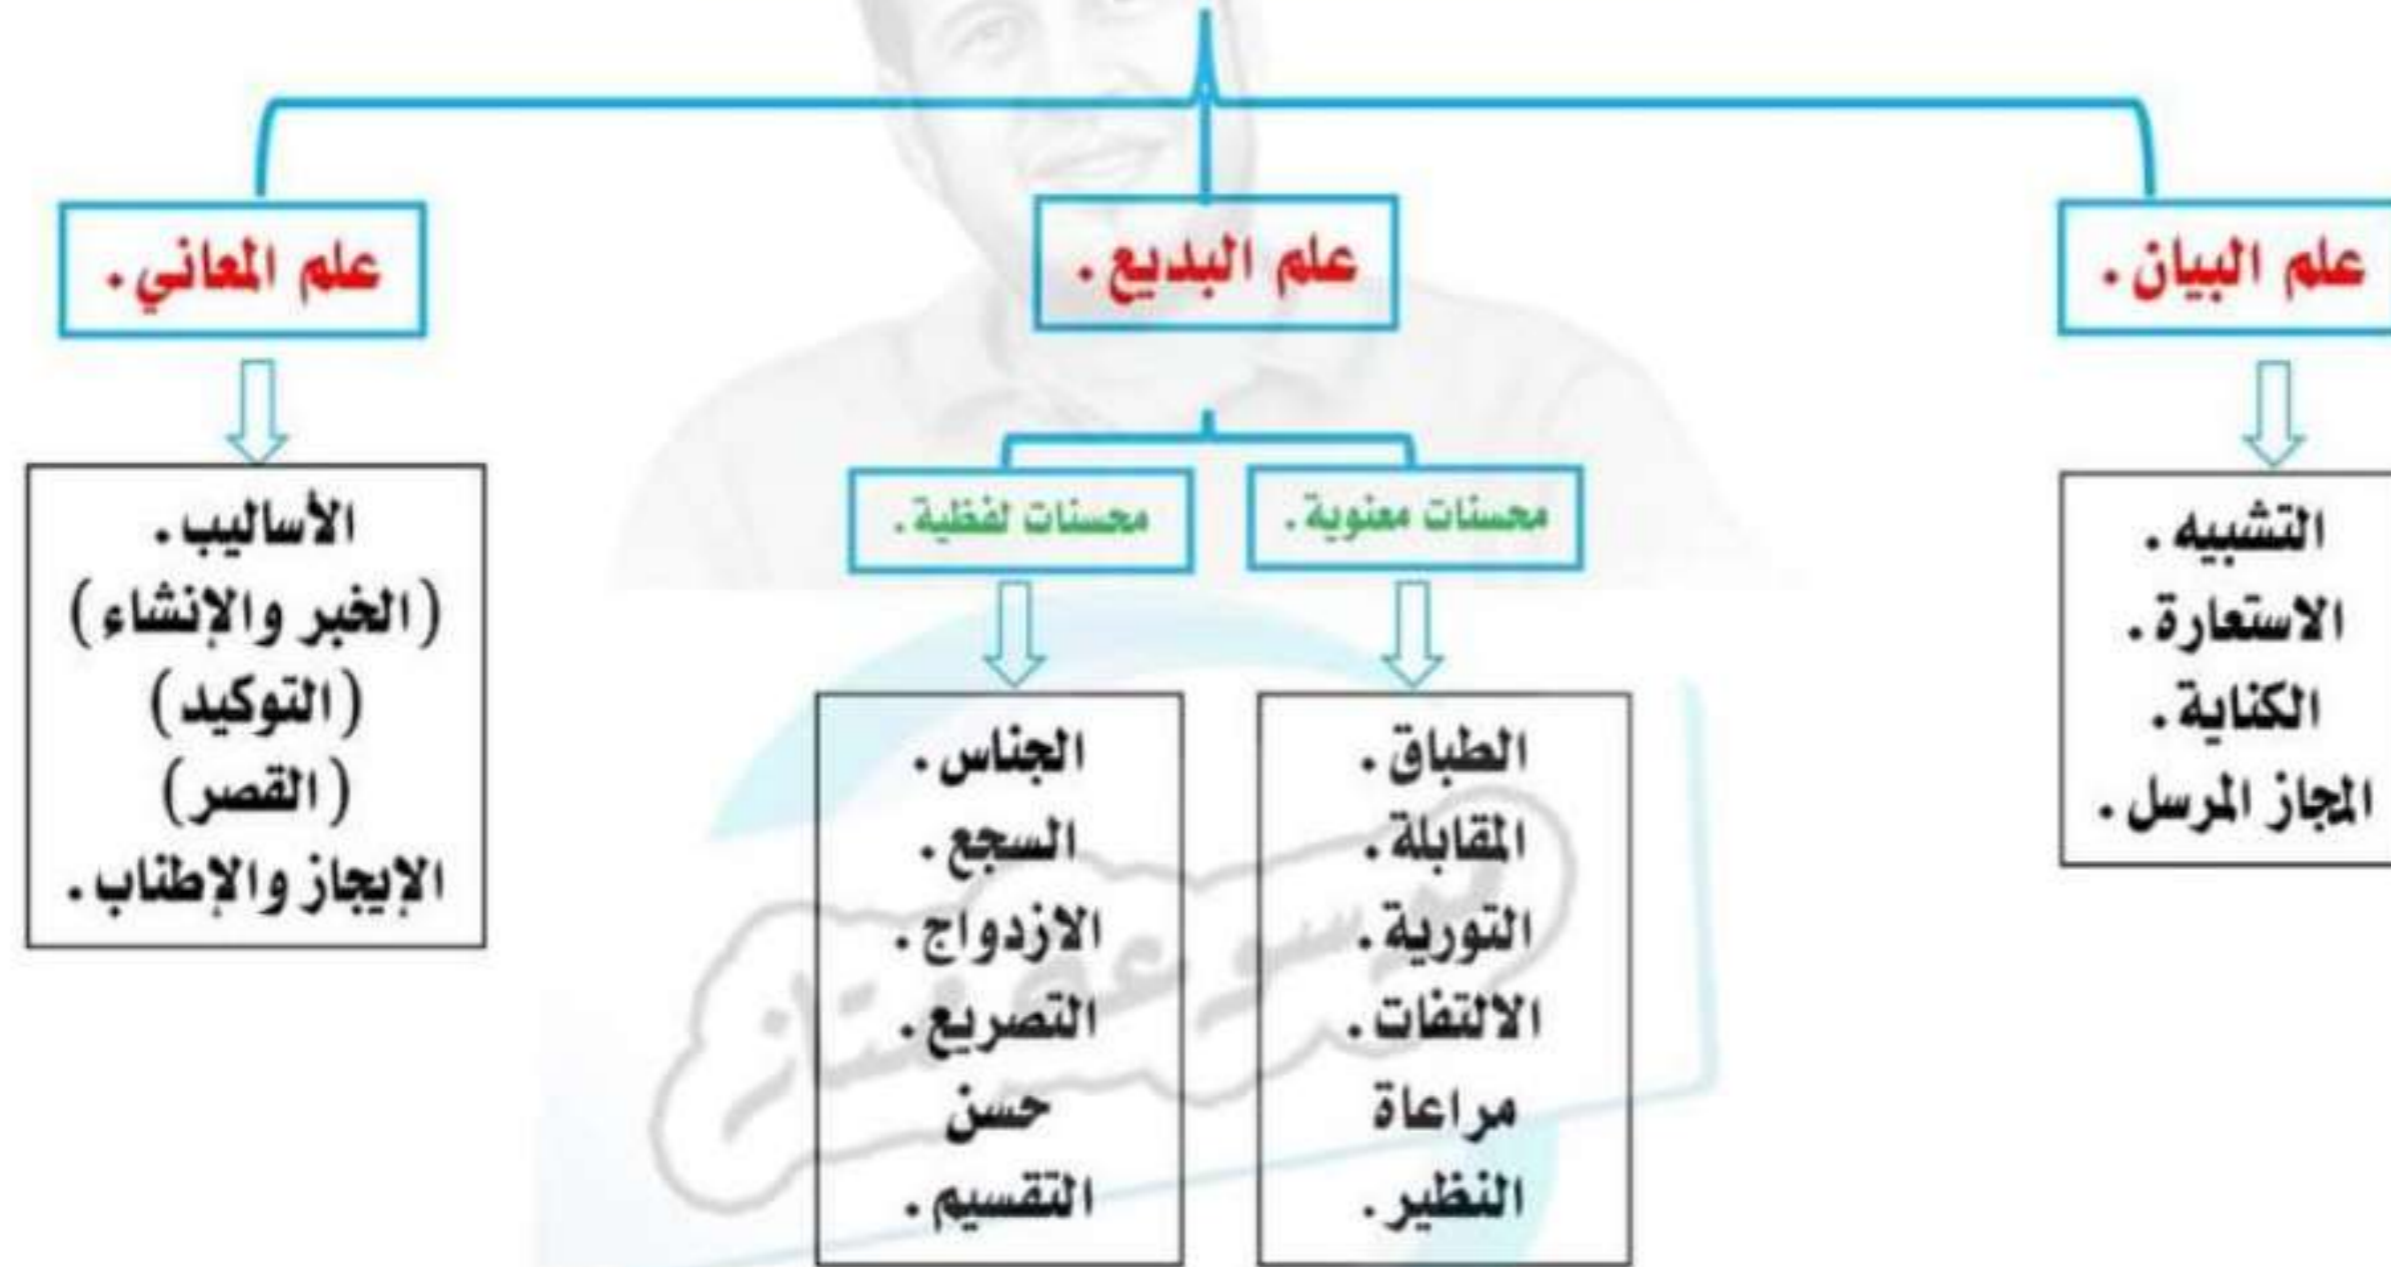 علم البيان.
علم البديع.
علم المعاني.
التشبيه.
الاستعارة.
الكناية.
المجاز المرسل.
محسنات معنوية.
محسنات لفظية.
الطباق.
المقابلة.
التورية.
الالتفات.
مراعاة
النظير.
الجناس.
السجع.
الازدواج.
التصريع.
حسن
التقسيم.
الأساليب.
(الخبر والإنشاء)
(التوكيد)
(القصر)
الإيجاز والإطناب.